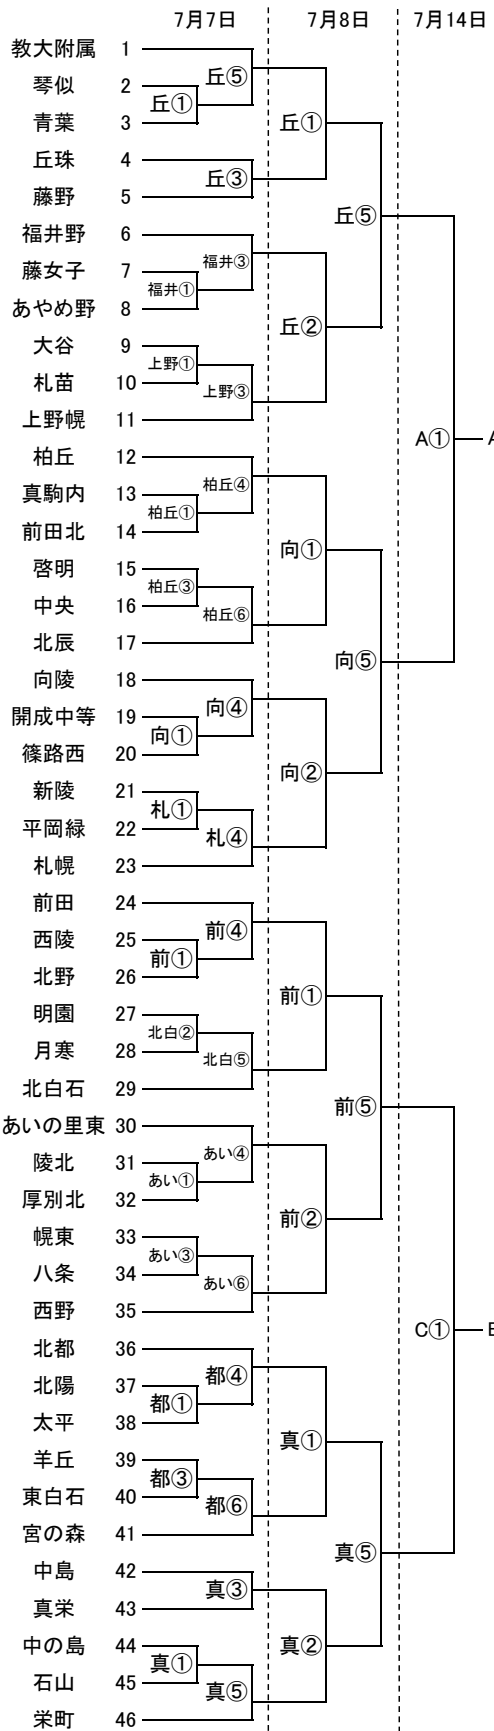 7月7日 7月8日 7月14日
教大附属 1
丘⑤
琴似 2
丘①
青葉 3
丘①
丘珠 4
丘③
藤野 5
丘⑤
福井野 6
福井③
藤女子 7
福井①
あやめ野 8
丘②
大谷 9
上野①
札苗 10
上野③
上野幌 11
A① A
柏丘 12
柏丘④
真駒内 13
柏丘①
前田北 14
向①
啓明 15
柏丘③
中央 16
柏丘⑥
北辰 17
向⑤
向陵 18
向④
開成中等 19
向①
篠路西 20
向②
新陵 21
札①
平岡緑 22
札④
札幌 23
前田 24
前④
西陵 25
前①
北野 26
前①
明園 27
北白②
月寒 28
北白⑤
北白石 29
前⑤
あいの里東 30
あい④
陵北 31
あい①
厚別北 32
前②
幌東 33
あい③
八条 34
あい⑥
西野 35
C① B
北都 36
都④
北陽 37
都①
太平 38
真①
羊丘 39
都③
東白石 40
都⑥
宮の森 41
真⑤
中島 42
真③
真栄 43
中の島 44
真②
真①
石山 45
真⑤
栄町 46